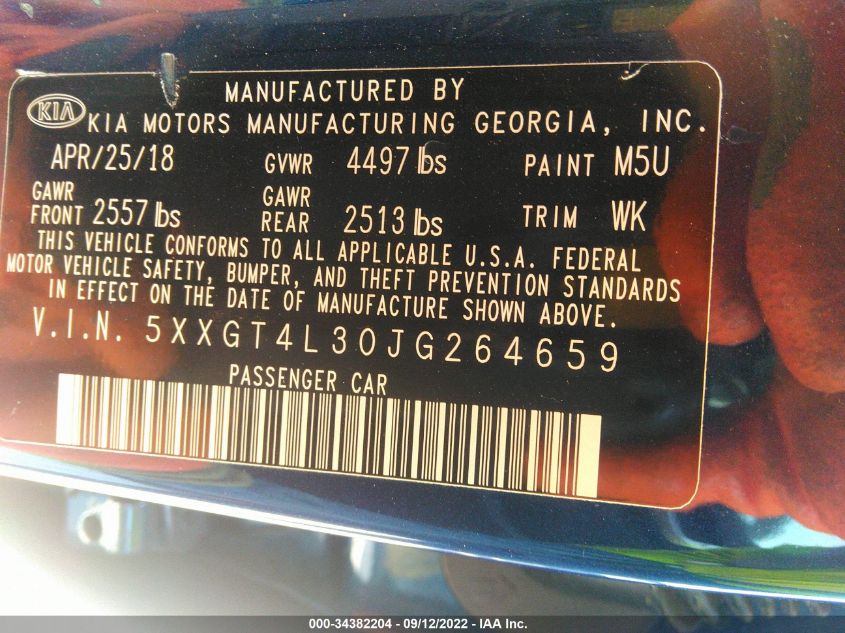 MANUFACTURED BY
KIA KIA MOTORS MANUFACTURING GEORGIA, INC.
APR/25/18 GVWR 4497 lbs PAINT M5U
GAWR FRONT 2557 lbs GAWR REAR 2513 lbs TRIM WK
THIS VEHICLE CONFORMS TO ALL APPLICABLE U.S.A. FEDERAL
MOTOR VEHICLE SAFETY, BUMPER, AND THEFT PREVENTION STANDARDS
IN EFFECT ON THE DATE OF MANUFACTURE SHOWN ABOVE.
V.I.N. 5XXGT4L30JG264659
PASSENGER CAR
000-34382204 - 09/12/2022 - IAA Inc.